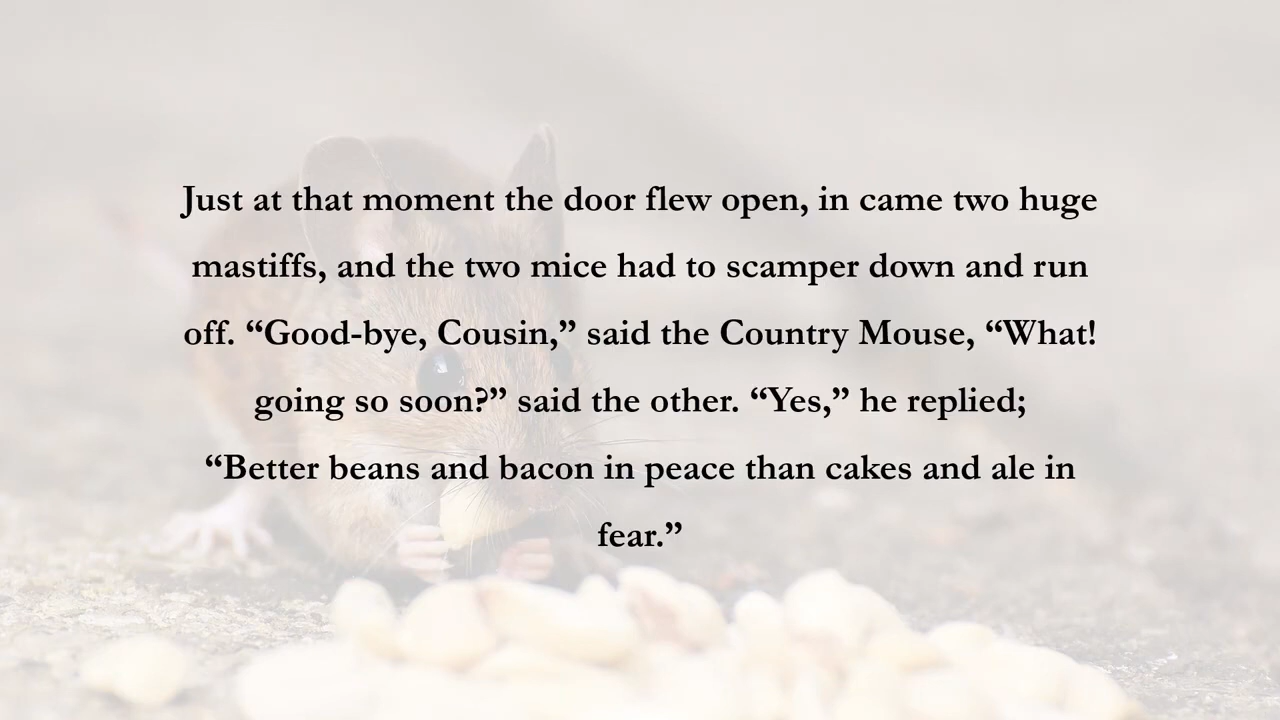 Just at that moment the door flew open, in came two huge
mastiffs, and the two mice had to scamper down and run
off. “Good-bye, Cousin,” said the Country Mouse, “What!
going so soon?” said the other. “Yes,” he replied;
“Better beans and bacon in peace than cakes and ale in
fear.”